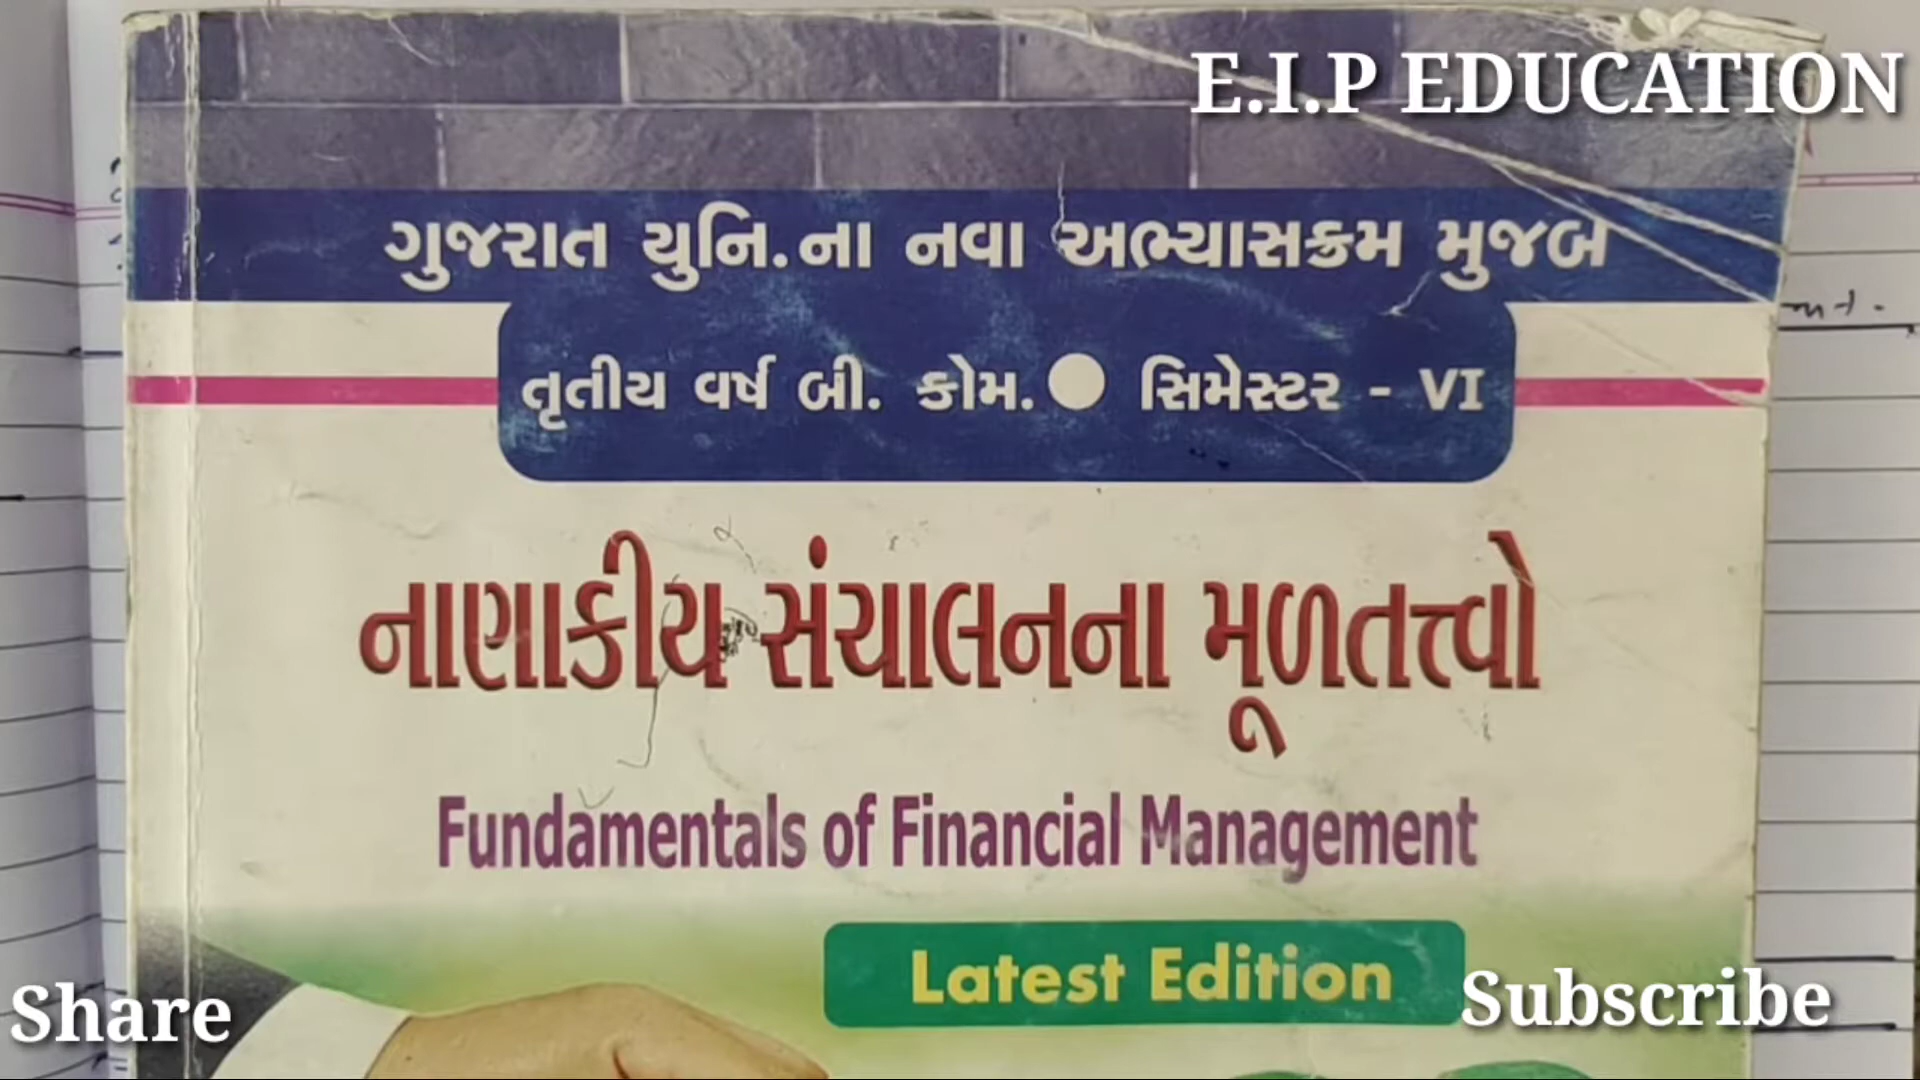 E.I.P EDUCATION
ગુજરાત યુનિ.ના નવા અભ્યાસક્રમ મુજબ
તૃતીય વર્ષ બી. કોમ. ● સિમેસ્ટર - VI
નાણાકીય સંચાલનના મૂળતત્ત્વો
Fundamentals of Financial Management
Latest Edition
Share
Subscribe